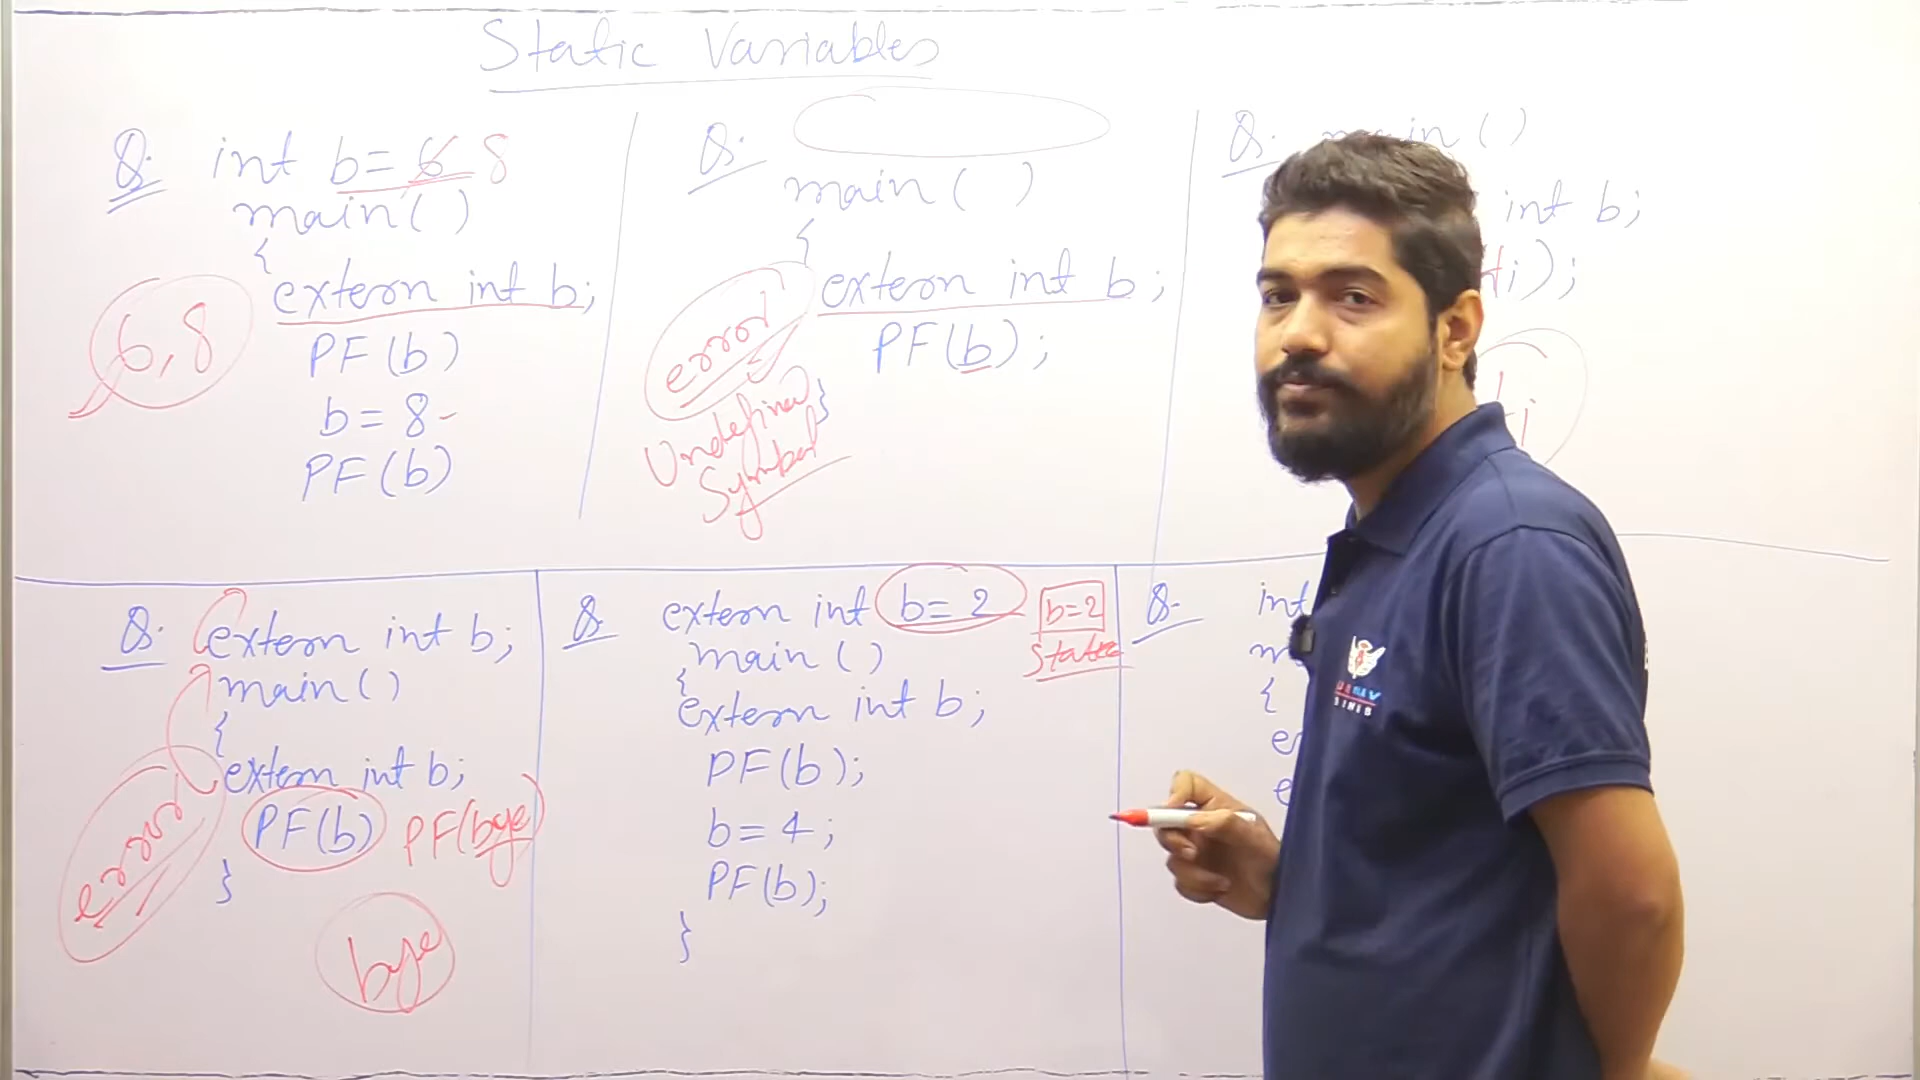 Static Variables
Q. int b = 6 8
main()
{
extern int b;
PF(b)
b = 8-
PF(b)
6,8
Q.
main()
{
extern int b;
PF(b);
}
error
Undefined
Symbol
Q. main()
int b;
Hi);
Q. extern int b;
main()
{
extern int b;
PF(b) PF(bye)
}
error
bye
Q. extern int b = 2
main()
{
extern int b;
PF(b);
b = 4;
PF(b);
}
b=2
Static
Q. int
{